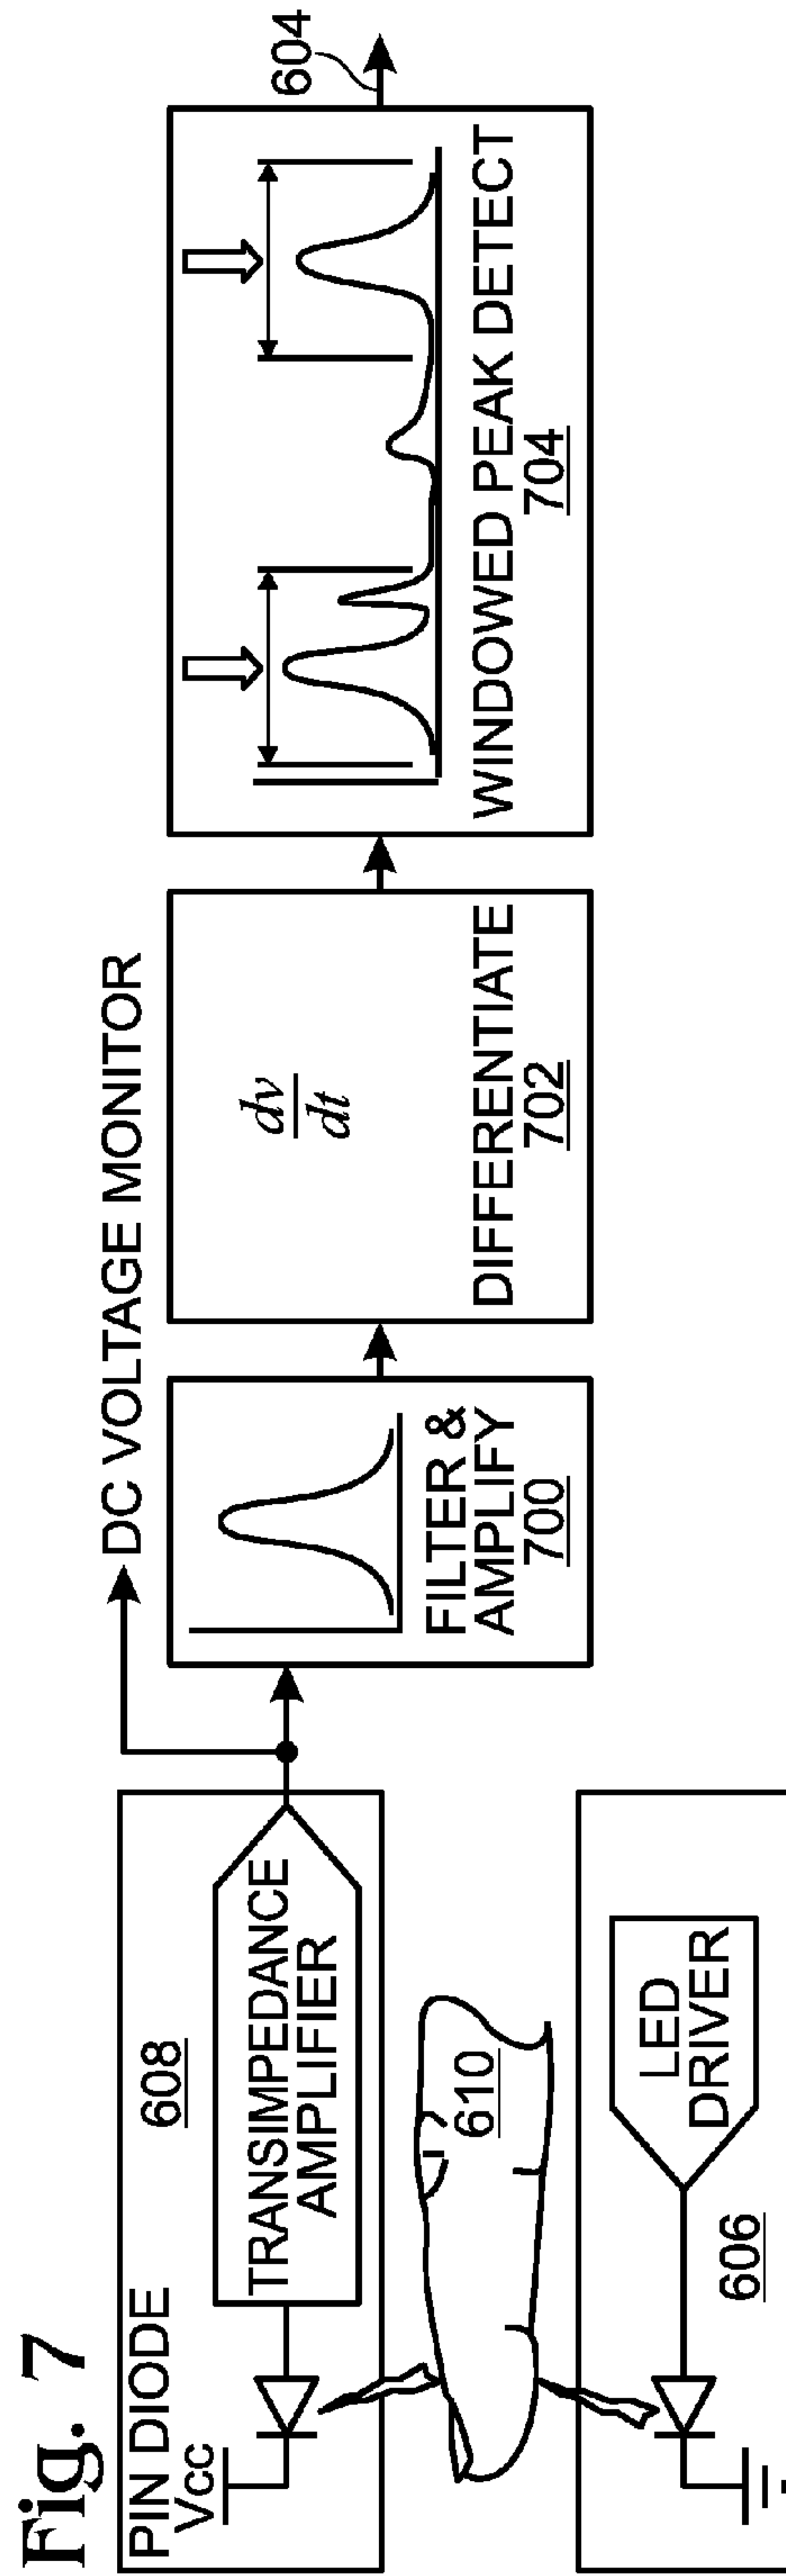 Fig. 7
PIN DIODE
Vcc
608
TRANSIMPEDANCE
AMPLIFIER
DC VOLTAGE MONITOR
610
606
LED
DRIVER
FILTER &
AMPLIFY
700
dv
dt
DIFFERENTIATE
702
WINDOWED PEAK DETECT
704
604